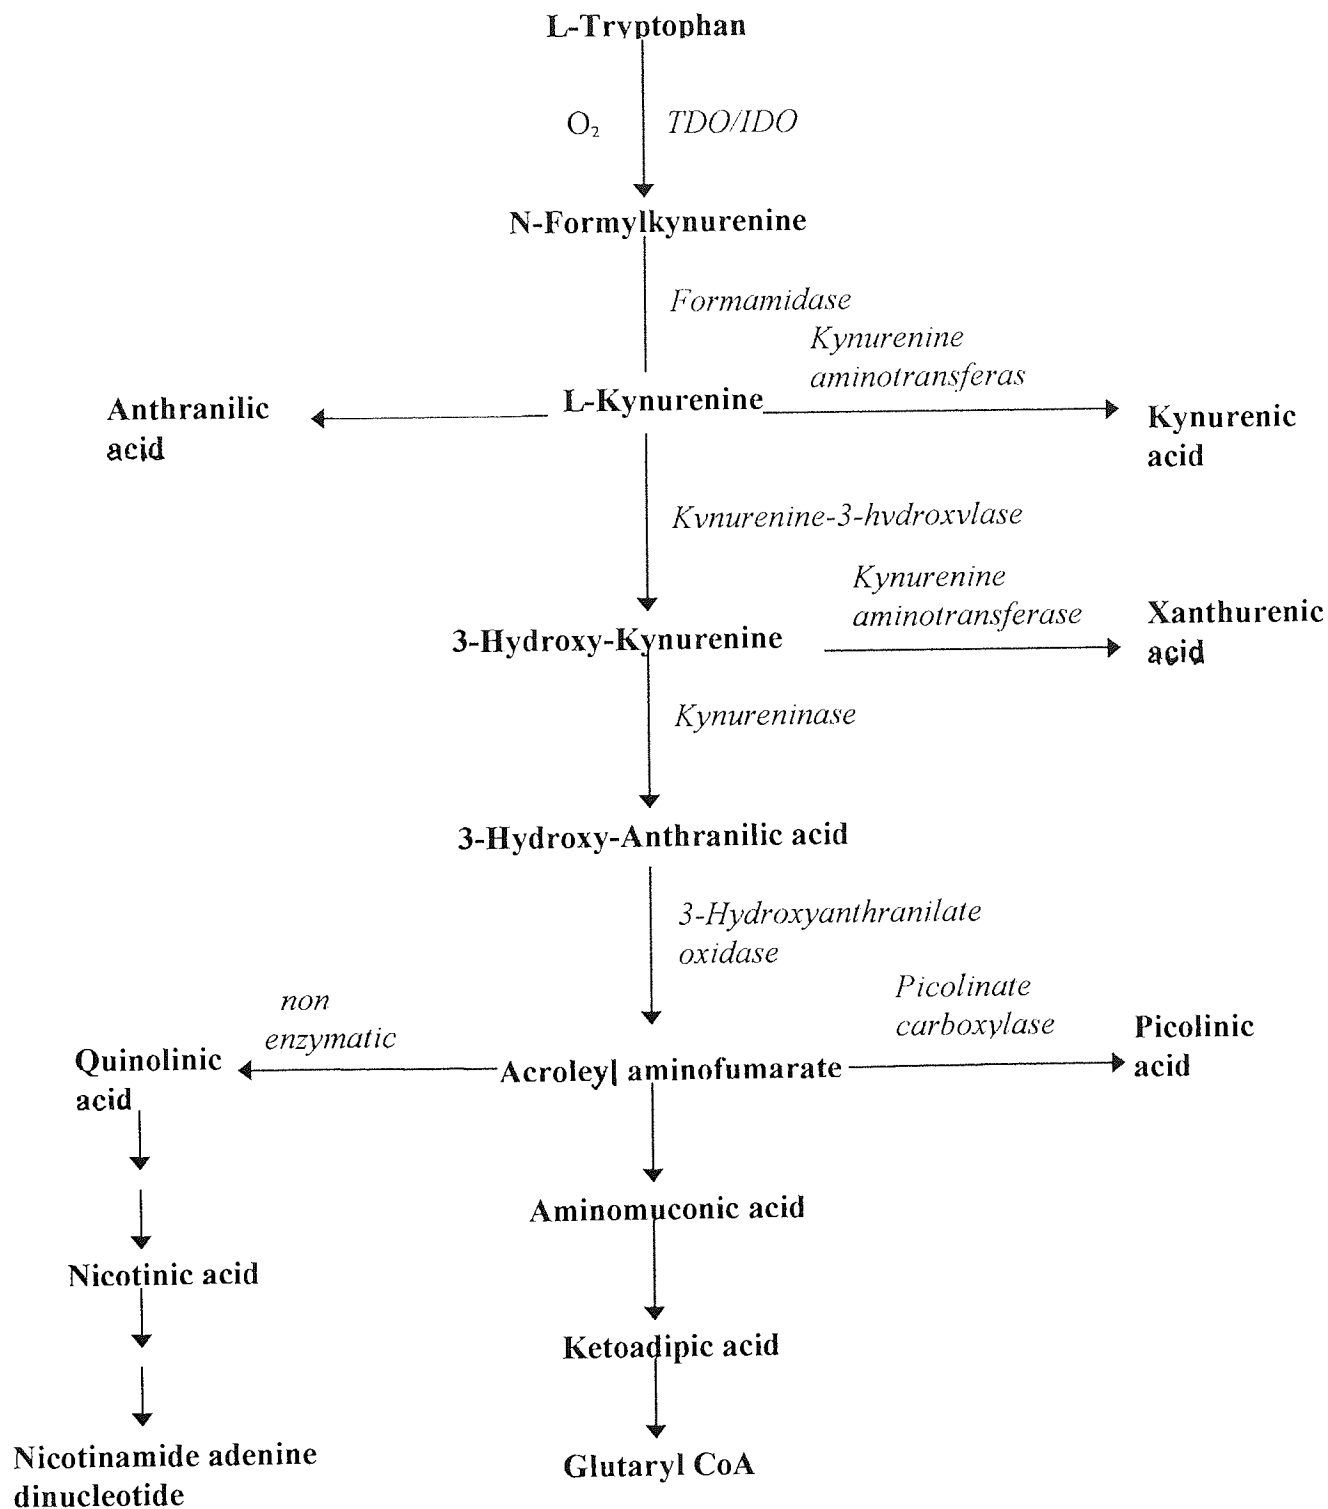 L-Tryptophan
O₂
TDO/IDO
N-Formylkynurenine
Formamidase
Kynurenine
aminotransferas
Anthranilic
acid
L-Kynurenine
Kynurenic
acid
Kynurenine-3-hydroxylase
Kynurenine
aminotransferase
3-Hydroxy-Kynurenine
Xanthurenic
acid
Kynureninase
3-Hydroxy-Anthranilic acid
3-Hydroxyanthranilate
oxidase
non
enzymatic
Picolinate
carboxylase
Quinolinic
acid
Acroleyl aminofumarate
Picolinic
acid
Aminomuconic acid
Nicotinic acid
Ketoadipic acid
Nicotinamide adenine
dinucleotide
Glutaryl CoA